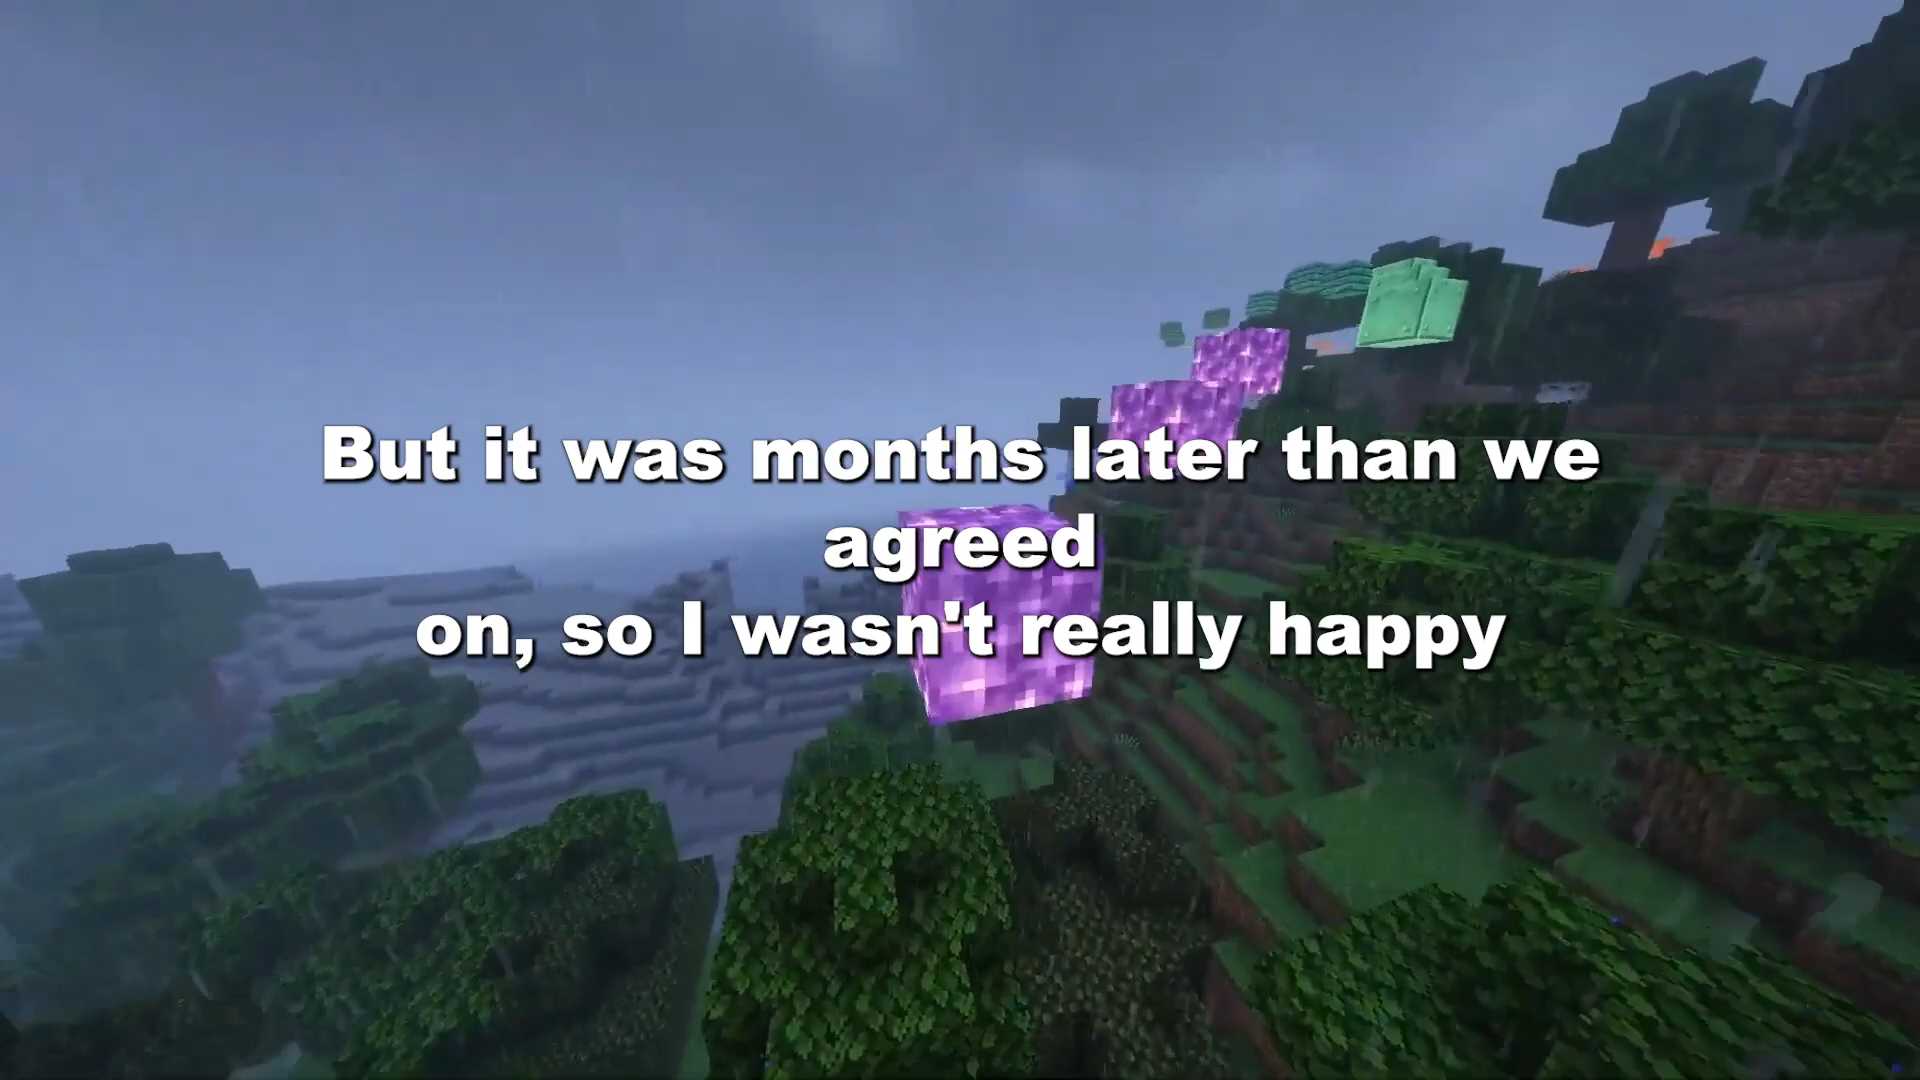 But it was months later than we
agreed
on, so I wasn't really happy